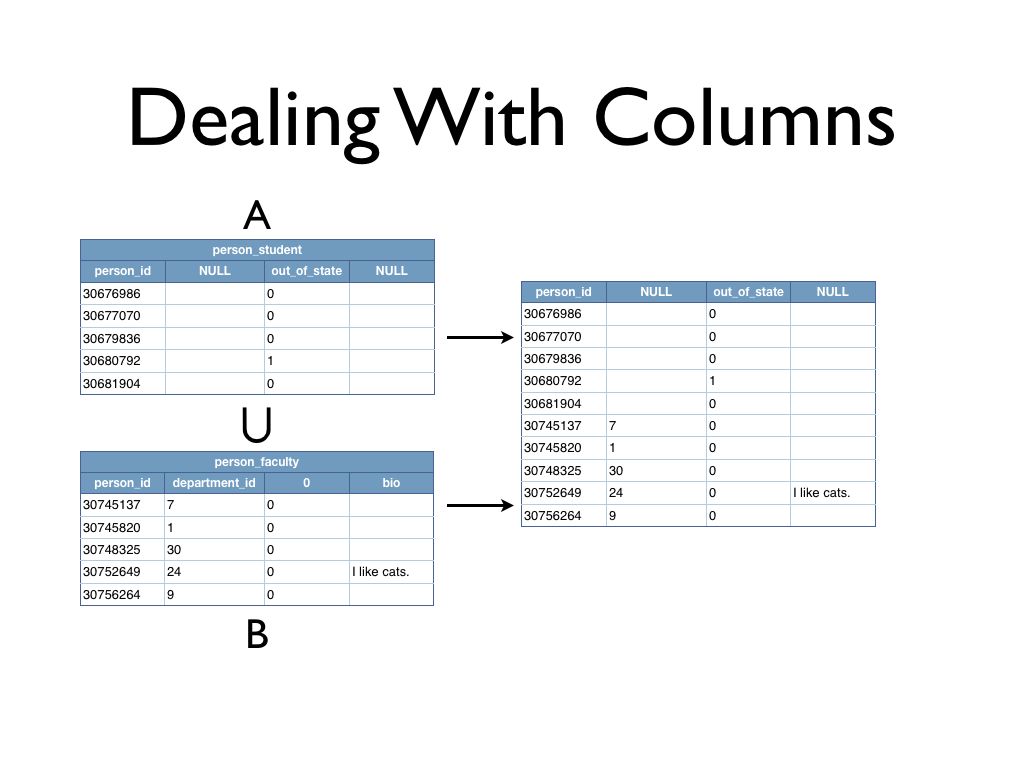 Dealing With Columns
A
person_student
person_id NULL out_of_state NULL
30676986 0
30677070 0
30679836 0
30680792 1
30681904 0
U
person_faculty
person_id department_id 0 bio
30745137 7 0
30745820 1 0
30748325 30 0
30752649 24 0 I like cats.
30756264 9 0
B
person_id NULL out_of_state NULL
30676986 0
30677070 0
30679836 0
30680792 1
30681904 0
30745137 7 0
30745820 1 0
30748325 30 0
30752649 24 0 I like cats.
30756264 9 0